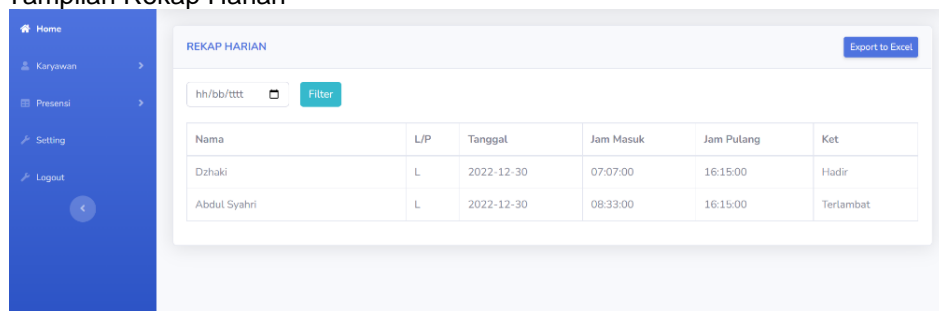 Tampilan Rekap Harian
Home
Karyawan
Presensi
Setting
Logout
REKAP HARIAN
Export to Excel
hh/bb/tttt
Filter
Nama L/P Tanggal Jam Masuk Jam Pulang Ket
Dzhaki L 2022-12-30 07:07:00 16:15:00 Hadir
Abdul Syahri L 2022-12-30 08:33:00 16:15:00 Terlambat